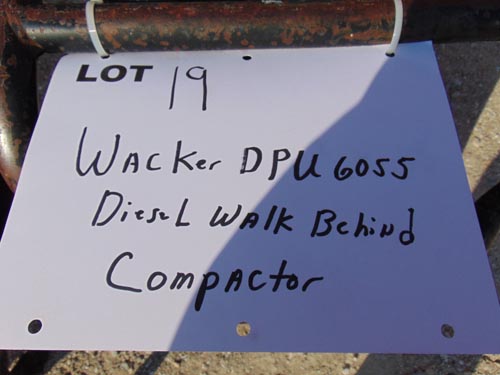 LOT 19
Wacker DPU 6055
Diesel Walk Behind
Compactor